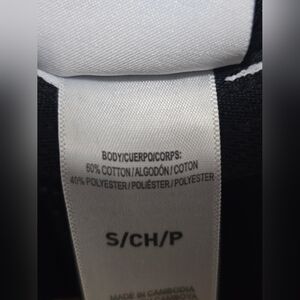 BODY/CUERPO/CORPS:
60% COTTON/ALGODÓN/COTON
40% POLYESTER/POLIÉSTER/POLYESTER
S/CH/P
MADE IN CAMBODIA